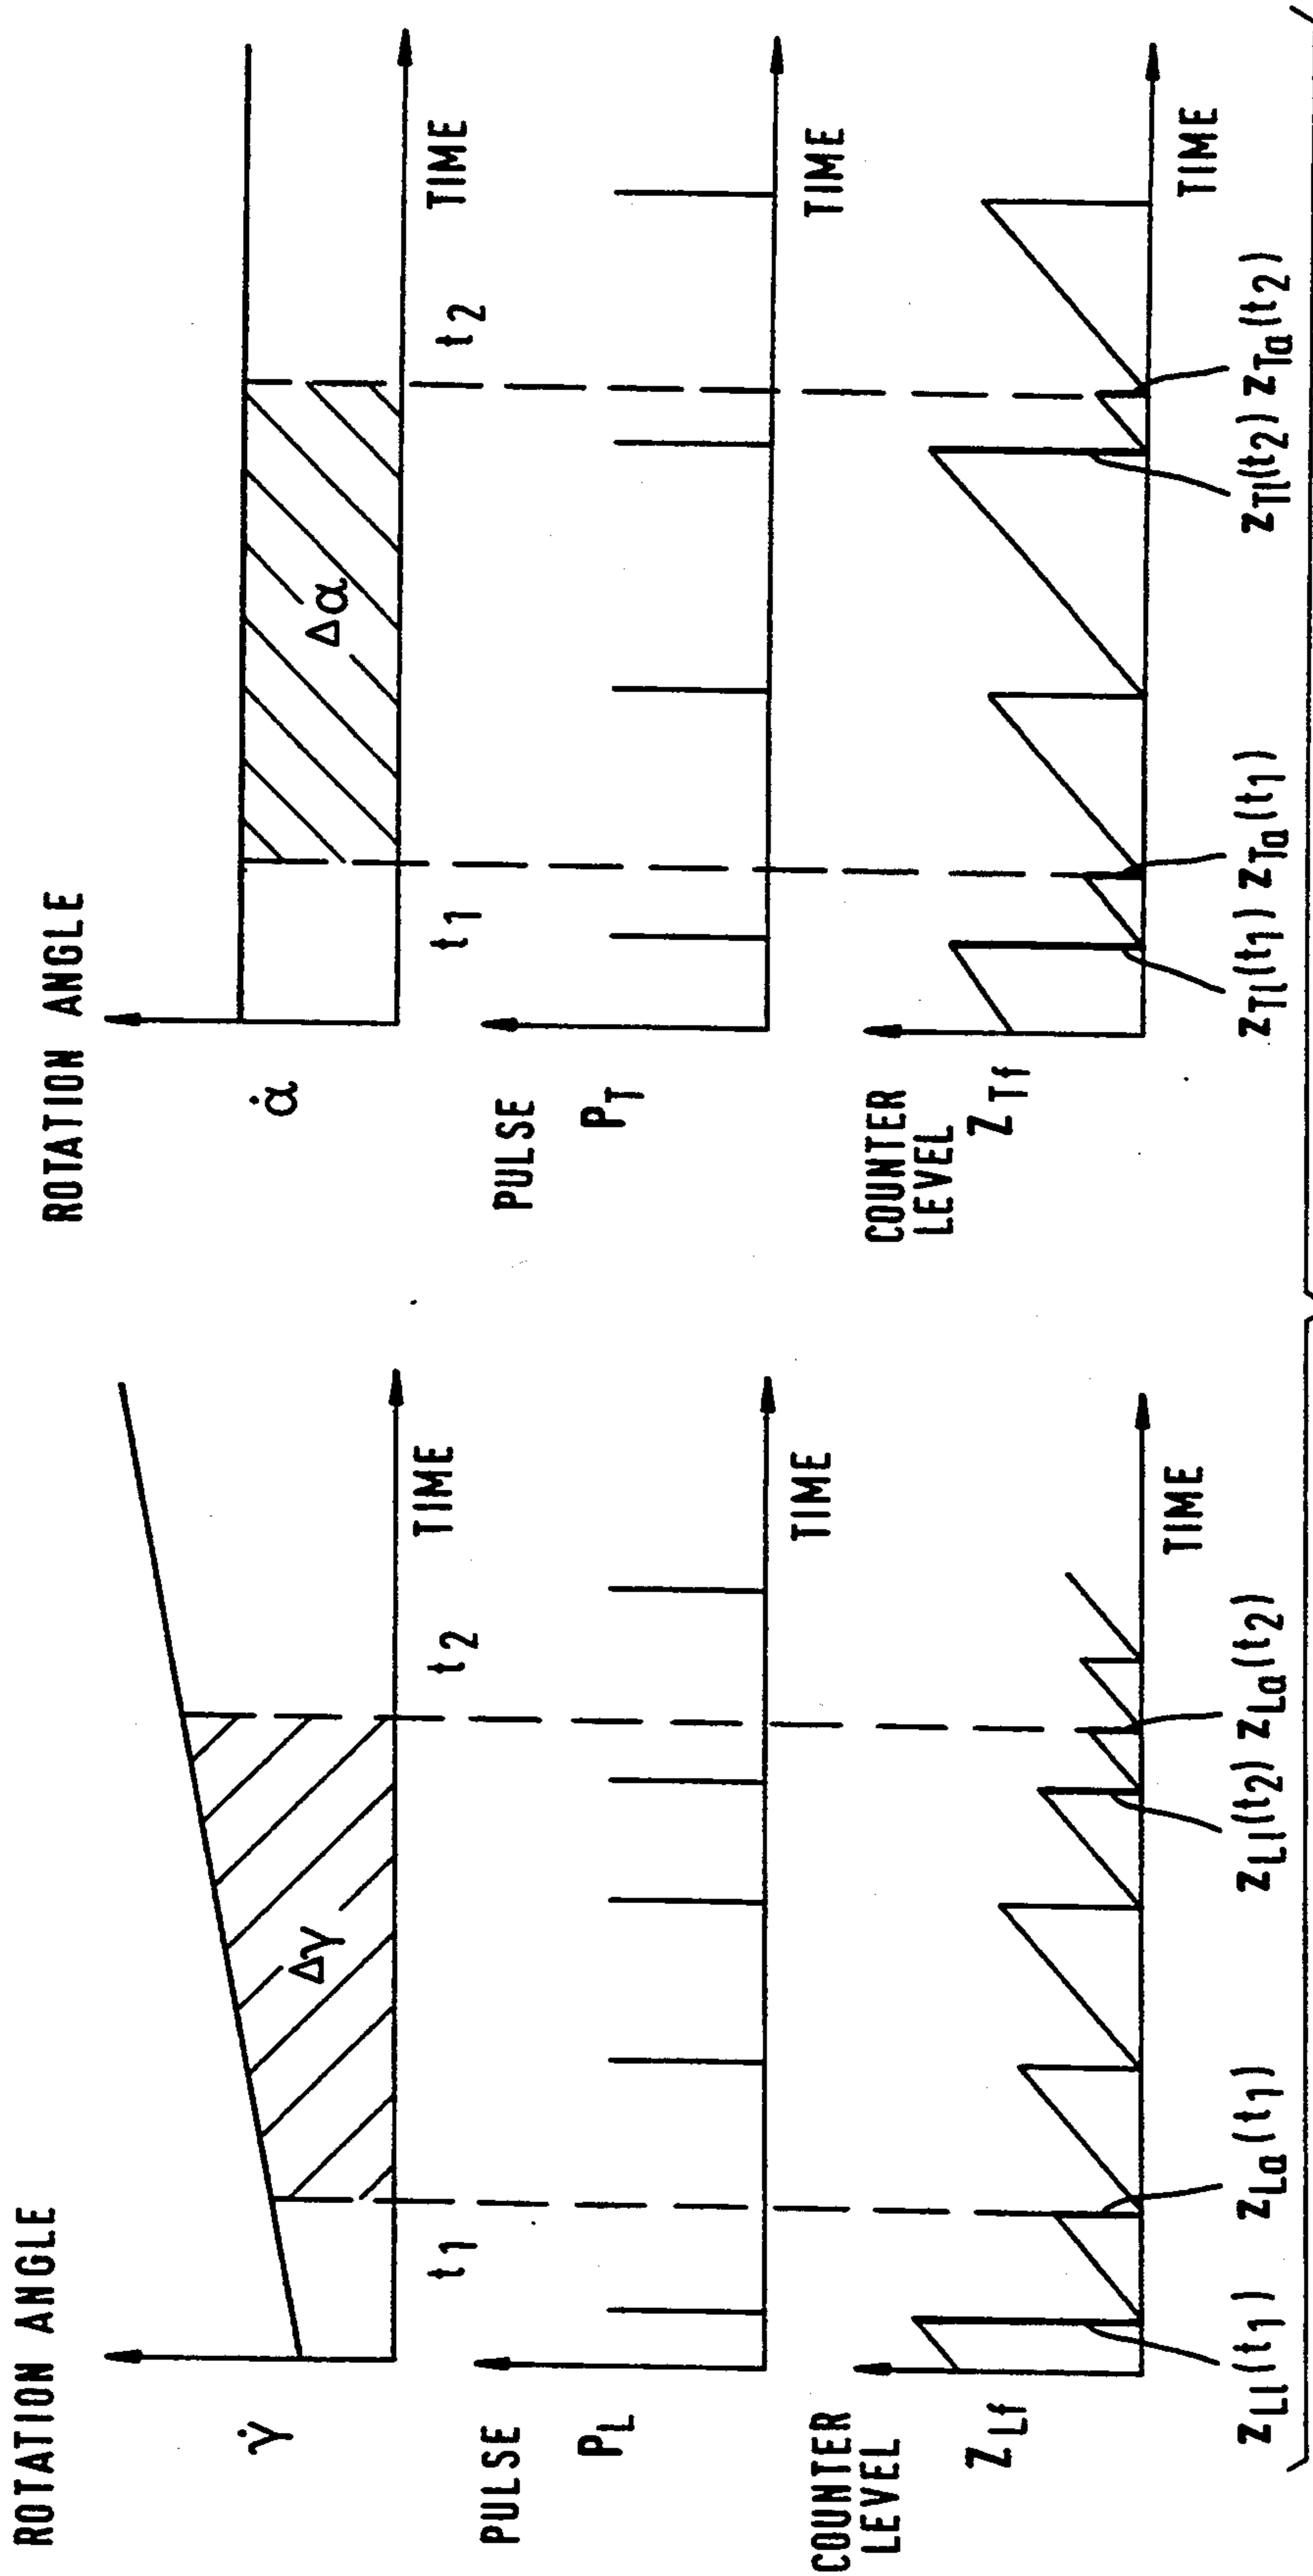 ROTATION ANGLE
γ̇
Δγ
t1
t2
TIME
PULSE
PL
TIME
COUNTER
LEVEL
ZLf
TIME
ZLl(t1) ZLa(t1) ZLl(t2) ZLa(t2)
ROTATION ANGLE
α̇
Δα
t1
t2
TIME
PULSE
PT
TIME
COUNTER
LEVEL
ZTf
TIME
ZTl(t1) ZTa(t1) ZTl(t2) ZTa(t2)